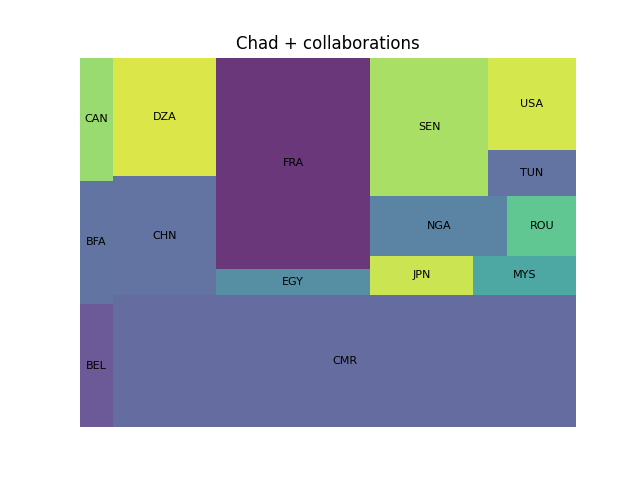 Chad + collaborations
CAN
DZA
FRA
SEN
USA
TUN
BFA
CHN
NGA
ROU
EGY
JPN
MYS
BEL
CMR